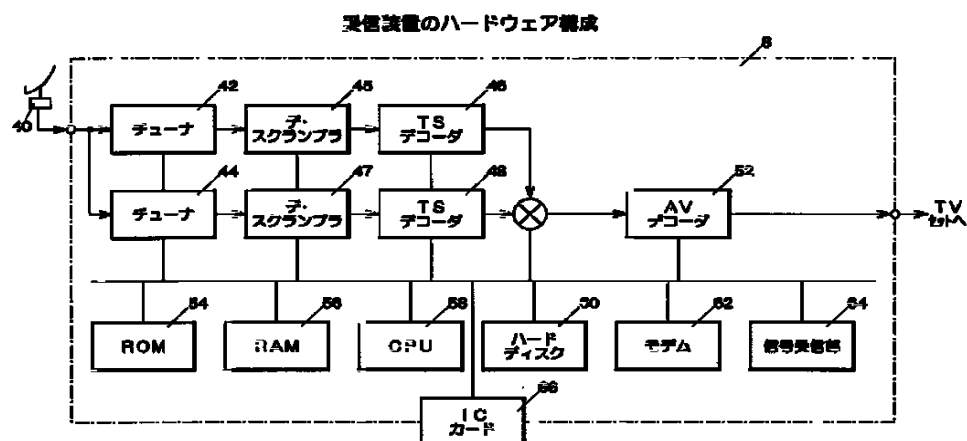 受信装置のハードウェア構成
8
40
42
チューナ
45
デ・
スクランブラ
46
TS
デコーダ
44
チューナ
47
デ・
スクランブラ
48
TS
デコーダ
52
AV
デコーダ
TV
セットへ
54
ROM
56
RAM
58
CPU
60
ハード
ディスク
62
モデム
64
信号受信部
66
IC
カード